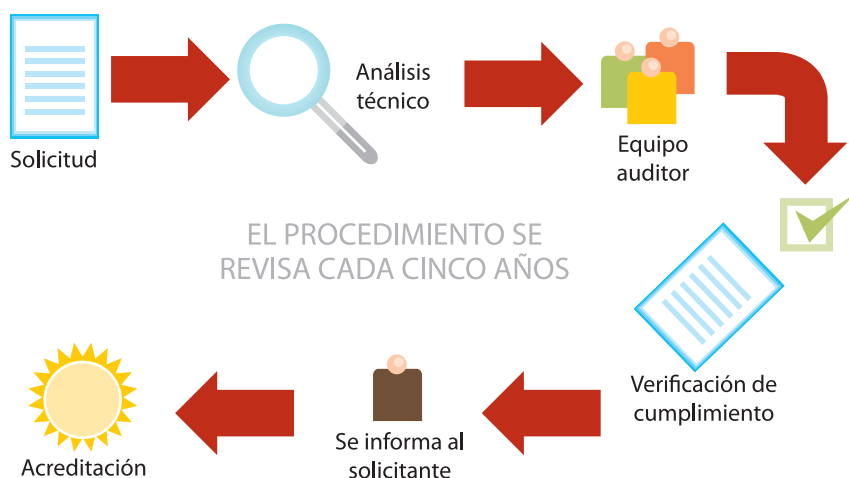 Solicitud
Análisis
técnico
Equipo
auditor
EL PROCEDIMIENTO SE
REVISA CADA CINCO AÑOS
Verificación de
cumplimiento
Se informa al
solicitante
Acreditación